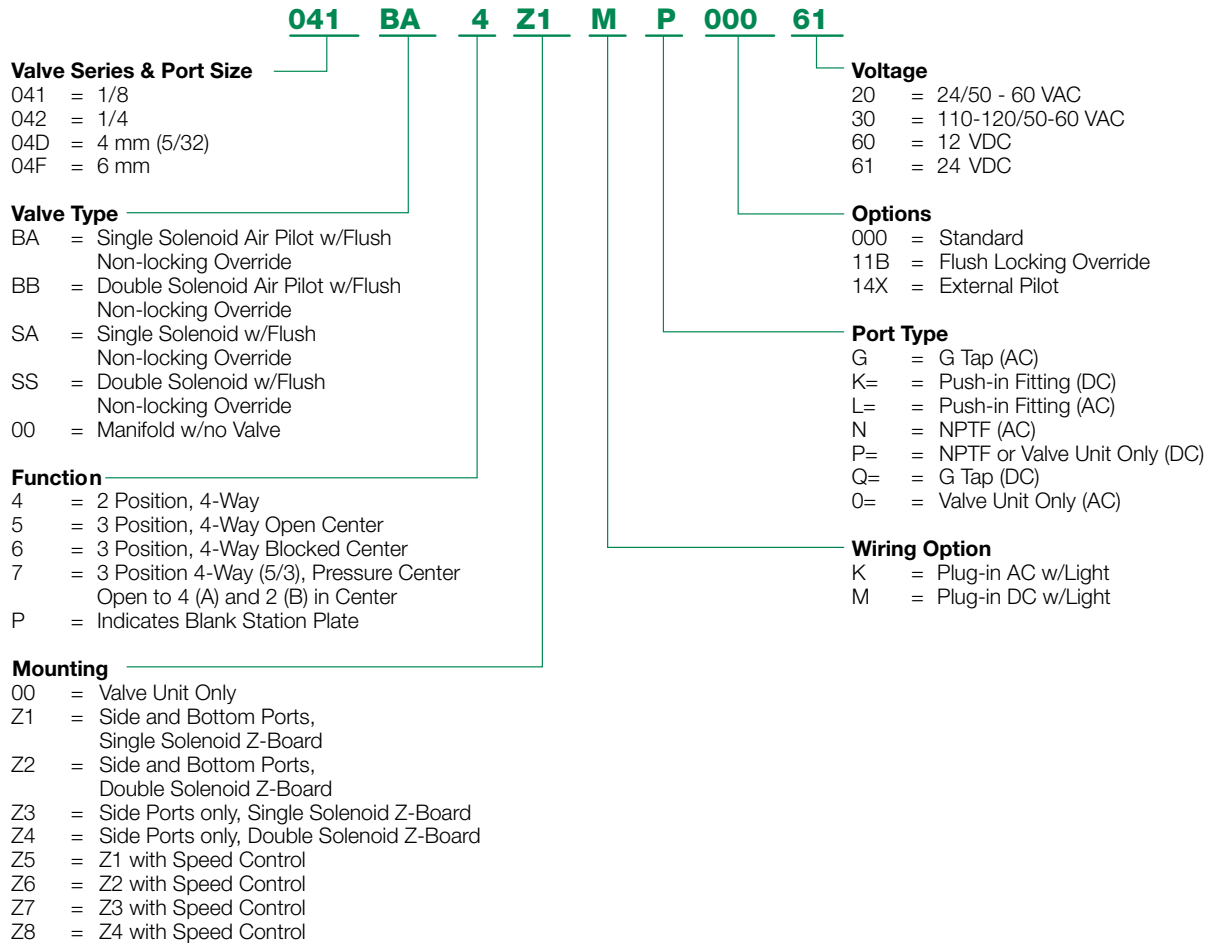 041 BA 4 Z1 M P 000 61
Valve Series & Port Size
041 = 1/8
042 = 1/4
04D = 4 mm (5/32)
04F = 6 mm
Valve Type
BA = Single Solenoid Air Pilot w/Flush
Non-locking Override
BB = Double Solenoid Air Pilot w/Flush
Non-locking Override
SA = Single Solenoid w/Flush
Non-locking Override
SS = Double Solenoid w/Flush
Non-locking Override
00 = Manifold w/no Valve
Function
4 = 2 Position, 4-Way
5 = 3 Position, 4-Way Open Center
6 = 3 Position, 4-Way Blocked Center
7 = 3 Position 4-Way (5/3), Pressure Center
Open to 4 (A) and 2 (B) in Center
P = Indicates Blank Station Plate
Mounting
00 = Valve Unit Only
Z1 = Side and Bottom Ports,
Single Solenoid Z-Board
Z2 = Side and Bottom Ports,
Double Solenoid Z-Board
Z3 = Side Ports only, Single Solenoid Z-Board
Z4 = Side Ports only, Double Solenoid Z-Board
Z5 = Z1 with Speed Control
Z6 = Z2 with Speed Control
Z7 = Z3 with Speed Control
Z8 = Z4 with Speed Control
Voltage
20 = 24/50 - 60 VAC
30 = 110-120/50-60 VAC
60 = 12 VDC
61 = 24 VDC
Options
000 = Standard
11B = Flush Locking Override
14X = External Pilot
Port Type
G = G Tap (AC)
K= = Push-in Fitting (DC)
L= = Push-in Fitting (AC)
N = NPTF (AC)
P= = NPTF or Valve Unit Only (DC)
Q= = G Tap (DC)
0= = Valve Unit Only (AC)
Wiring Option
K = Plug-in AC w/Light
M = Plug-in DC w/Light